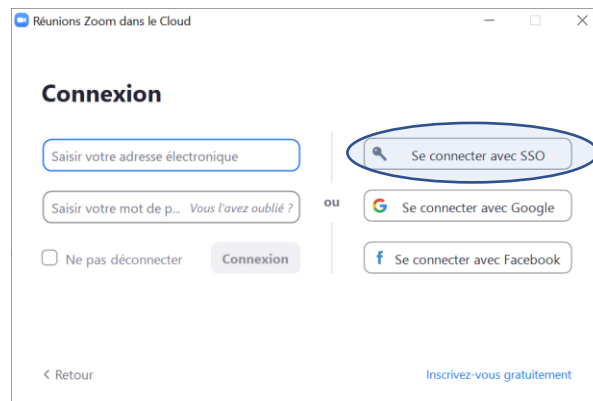 Réunions Zoom dans le Cloud
Connexion
Saisir votre adresse électronique
Saisir votre mot de p... Vous l'avez oublié ?
Ne pas déconnecter
Connexion
ou
Se connecter avec SSO
Se connecter avec Google
Se connecter avec Facebook
< Retour
Inscrivez-vous gratuitement